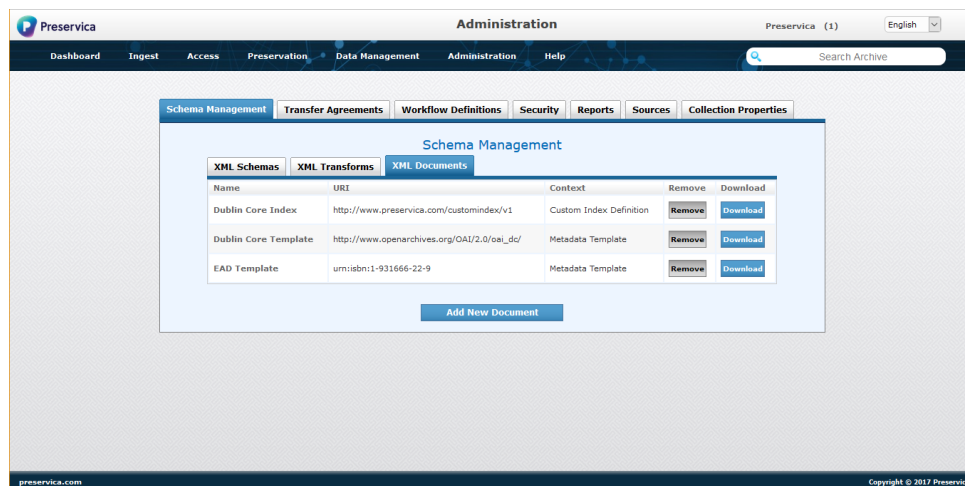 Preservica Administration Preservica (1) English
Dashboard Ingest Access Preservation Data Management Administration Help Search Archive
Schema Management Transfer Agreements Workflow Definitions Security Reports Sources Collection Properties
Schema Management
XML Schemas XML Transforms XML Documents
Name URI Context Remove Download
Dublin Core Index http://www.preservica.com/customindex/v1 Custom Index Definition Remove Download
Dublin Core Template http://www.openarchives.org/OAI/2.0/oai_dc/ Metadata Template Remove Download
EAD Template urn:isbn:1-931666-22-9 Metadata Template Remove Download
Add New Document
preservica.com Copyright © 2017 Preservic